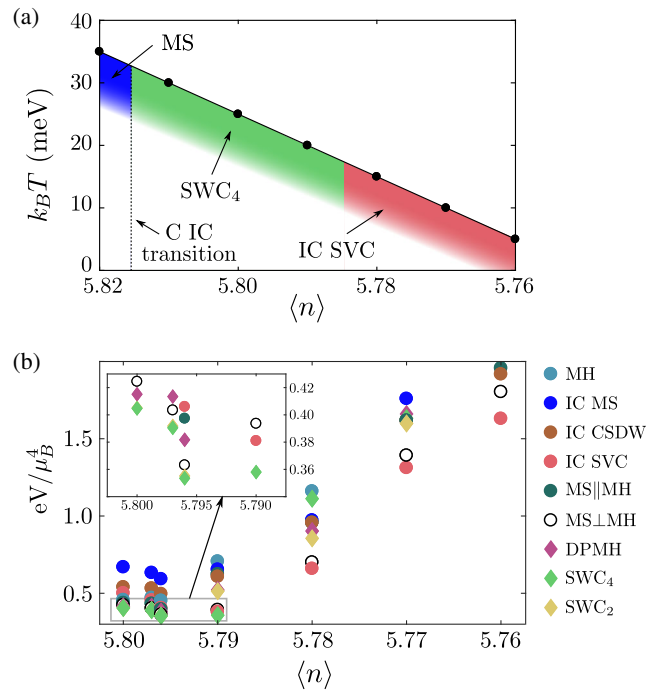 (a)
40
30
20
10
0
k_BT (meV)
MS
SWC₄
C IC
transition
IC SVC
5.82
5.80
5.78
5.76
⟨n⟩
(b)
eV/μ_B^4
1.5
1.0
0.5
0.42
0.40
0.38
0.36
5.800
5.795
5.790
5.80
5.79
5.78
5.77
5.76
⟨n⟩
MH
IC MS
IC CSDW
IC SVC
MS||MH
MS⊥MH
DPMH
SWC₄
SWC₂